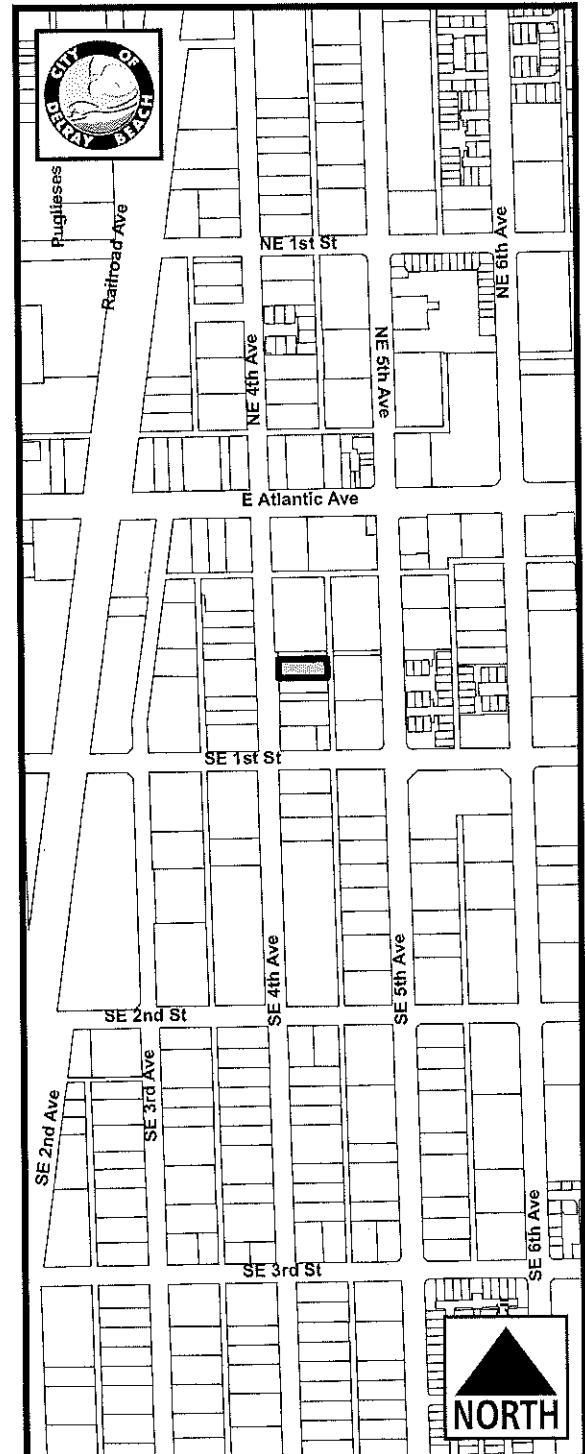 CITY OF
DELRAY BEACH
Puglieses
Railroad Ave
NE 1st St
NE 6th Ave
NE 4th Ave
NE 5th Ave
E Atlantic Ave
SE 1st St
SE 4th Ave
SE 5th Ave
SE 2nd St
SE 3rd Ave
SE 2nd Ave
SE 6th Ave
SE 3rd St
NORTH